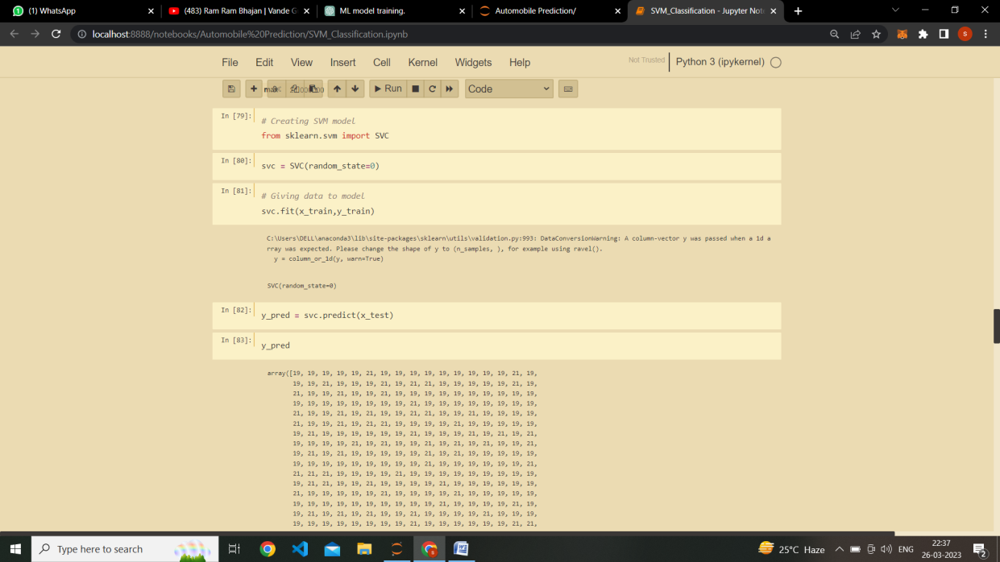 (1) WhatsApp
(483) Ram Ram Bhajan | Vande G
ML model training.
Automobile Prediction/
SVM_Classification - Jupyter Not
localhost:8888/notebooks/Automobile%20Prediction/SVM_Classification.ipynb
S
File Edit View Insert Cell Kernel Widgets Help
Not Trusted
Python 3 (ipykernel)
Run
Code
In [79]:
# Creating SVM model
from sklearn.svm import SVC
In [80]:
svc = SVC(random_state=0)
In [81]:
# Giving data to model
svc.fit(x_train,y_train)
C:\Users\DELL\anaconda3\lib\site-packages\sklearn\utils\validation.py:993: DataConversionWarning: A column-vector y was passed when a 1d a
rray was expected. Please change the shape of y to (n_samples, ), for example using ravel().
y = column_or_1d(y, warn=True)
SVC(random_state=0)
In [82]:
y_pred = svc.predict(x_test)
In [83]:
y_pred
array([19, 19, 19, 19, 19, 21, 19, 19, 19, 19, 19, 19, 19, 19, 19, 21, 19,
19, 19, 21, 19, 19, 19, 21, 19, 21, 21, 19, 19, 19, 19, 19, 21, 19,
21, 19, 19, 21, 19, 19, 21, 19, 19, 19, 19, 19, 19, 19, 19, 19, 19,
19, 19, 19, 19, 19, 19, 19, 19, 21, 19, 19, 19, 19, 19, 19, 19, 19,
21, 19, 19, 21, 19, 19, 19, 19, 21, 19, 19, 19, 21, 19, 19, 19, 19,
21, 19, 19, 21, 19, 21, 21, 19, 19, 19, 19, 21, 19, 19, 19, 19, 19,
19, 21, 19, 19, 19, 19, 19, 19, 19, 21, 19, 19, 21, 19, 21, 19, 21,
19, 19, 19, 19, 21, 19, 21, 21, 19, 19, 21, 19, 21, 19, 19, 19, 21,
19, 21, 19, 21, 19, 19, 19, 19, 19, 19, 19, 21, 21, 19, 19, 19, 19,
19, 19, 19, 19, 19, 19, 19, 19, 19, 21, 19, 19, 19, 19, 19, 21, 19,
21, 21, 21, 19, 19, 19, 19, 21, 19, 19, 19, 19, 19, 19, 19, 19, 19,
19, 21, 21, 19, 19, 19, 19, 19, 19, 19, 21, 19, 19, 19, 19, 19, 19,
21, 19, 19, 19, 19, 19, 19, 19, 19, 19, 19, 21, 19, 19, 19, 19, 19,
19, 19, 19, 19, 19, 19, 19, 19, 19, 19, 21, 19, 19, 19, 19, 21, 19,
19, 21, 19, 21, 19, 19, 19, 19, 21, 19, 19, 19, 19, 21, 19, 19, 19,
19, 19, 19, 19, 19, 19, 19, 19, 21, 19, 19, 19, 19, 19, 19, 21, 21,
Type here to search
25°C Haze
ENG
22:37
26-03-2023
2